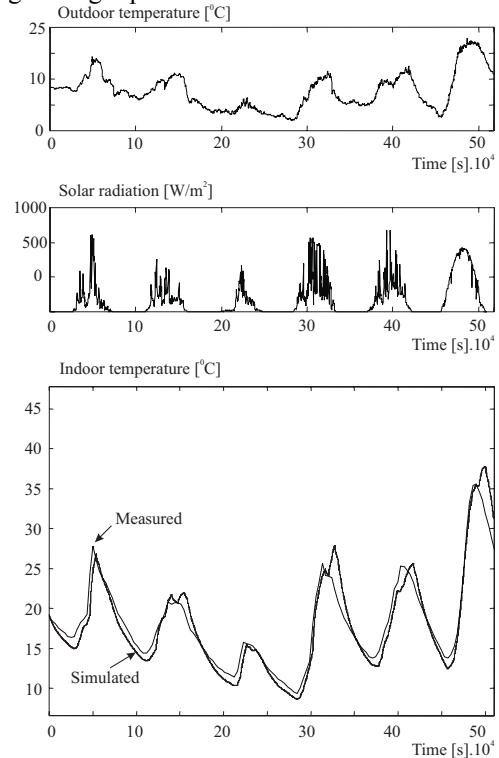 Outdoor temperature [⁰C]
25
10
0
0 10 20 30 40 50
Time [s].10⁴
Solar radiation [W/m²]
1000
500
0
0 10 20 30 40 50
Time [s].10⁴
Indoor temperature [⁰C]
45
40
35
30
25
Measured
20
15
Simulated
10
0 10 20 30 40 50
Time [s].10⁴